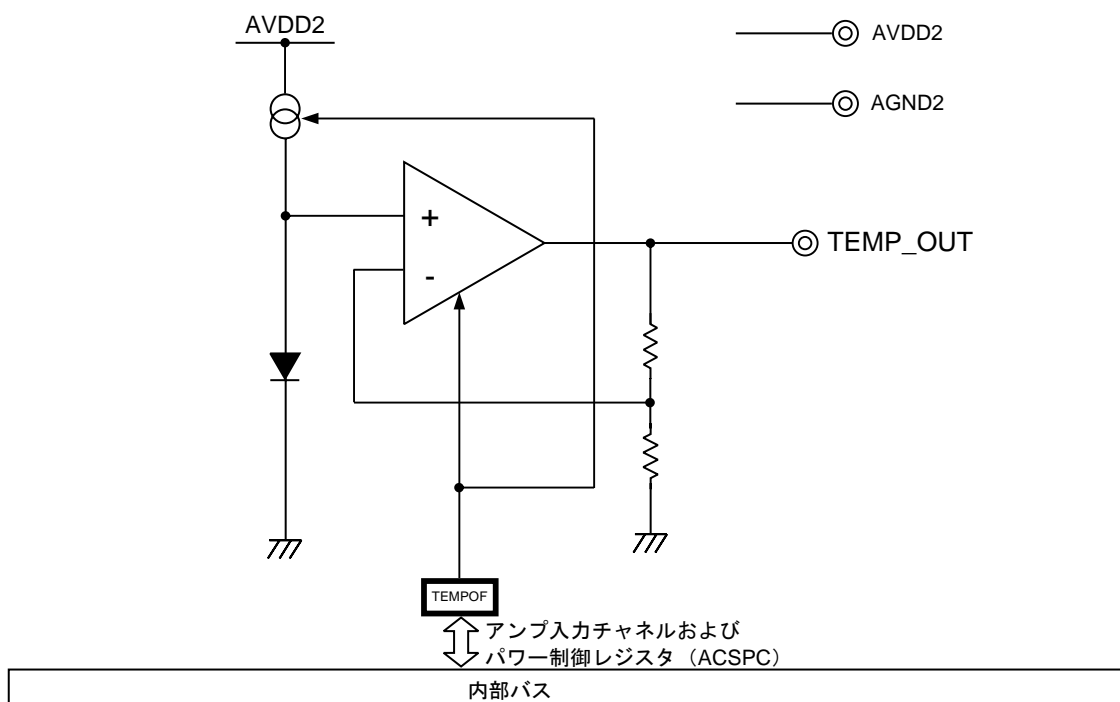 AVDD2
AVDD2
AGND2
+
-
TEMP_OUT
TEMPOF
アンプ入力チャネルおよび
パワー制御レジスタ（ACSPC）
内部バス